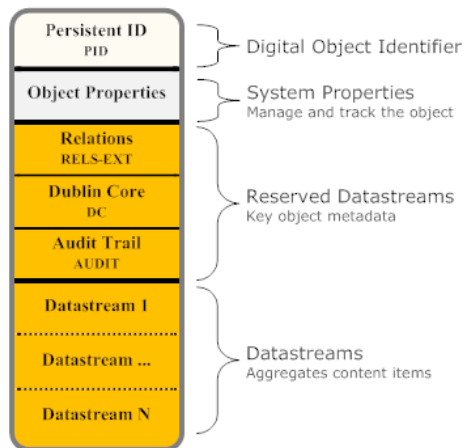 Persistent ID
PID
Digital Object Identifier
Object Properties
System Properties
Manage and track the object
Relations
RELS-EXT
Dublin Core
DC
Reserved Datastreams
Key object metadata
Audit Trail
AUDIT
Datastream 1
Datastream ...
Datastreams
Aggregates content items
Datastream N